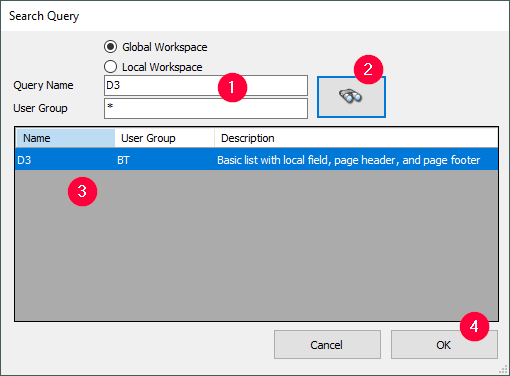 Search Query
Global Workspace
Local Workspace
Query Name D3 1 2
User Group *
Name User Group Description
D3 BT Basic list with local field, page header, and page footer
3
4
Cancel OK